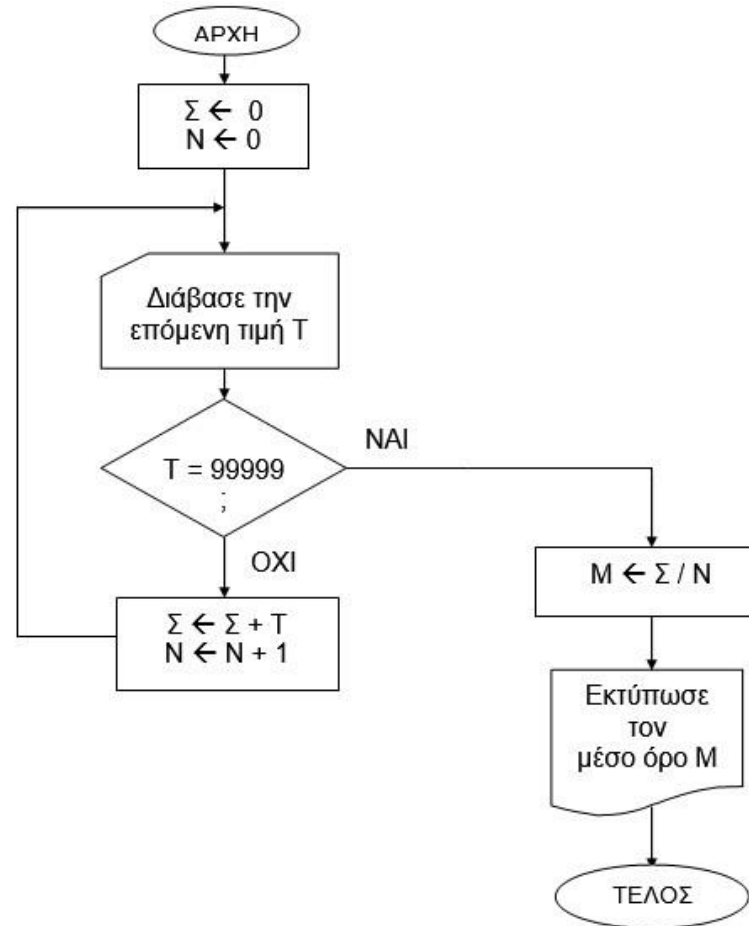 ΑΡΧΗ
Σ ← 0
Ν ← 0
Διάβασε την
επόμενη τιμή Τ
Τ = 99999
;
ΝΑΙ
ΟΧΙ
Σ ← Σ + Τ
Ν ← Ν + 1
Μ ← Σ / Ν
Εκτύπωσε
τον
μέσο όρο Μ
ΤΕΛΟΣ